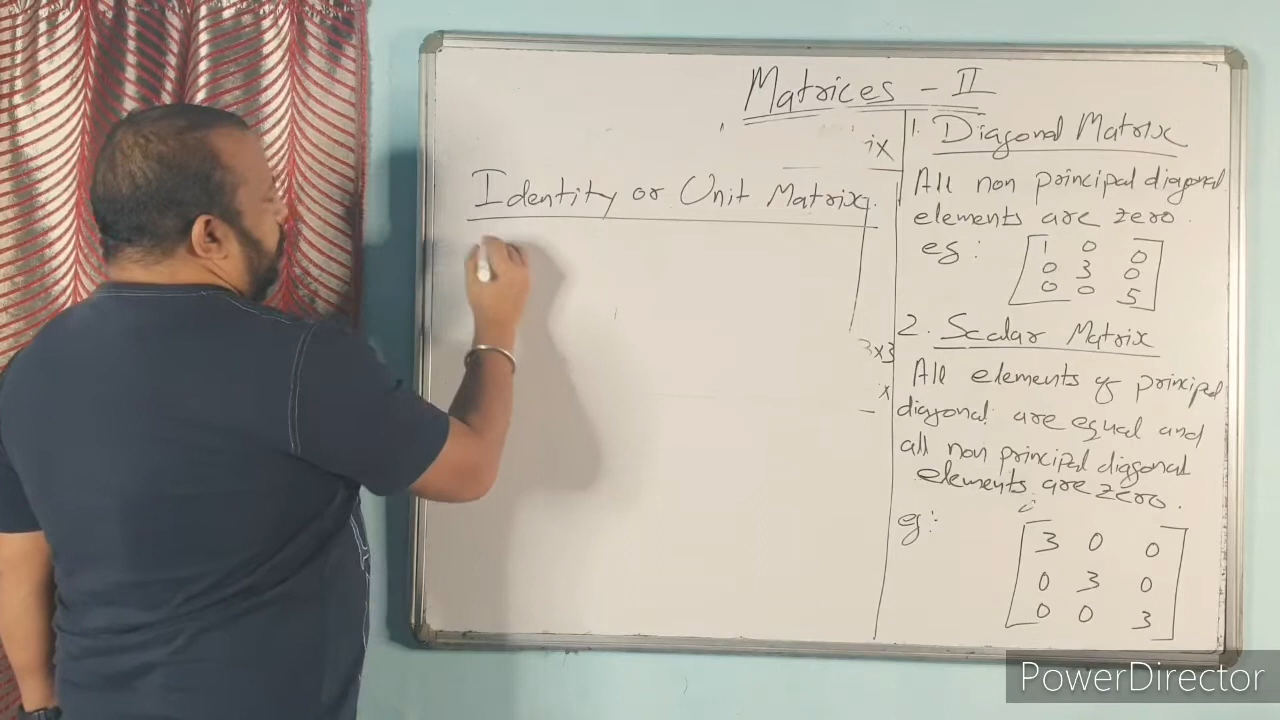 Matrices - II
Identity or Unit Matrix
ix
3x3
x
1. Diagonal Matrix
All non principal diagonal
elements are zero.
eg:
1 0 0
0 3 0
0 0 5
2. Scalar Matrix
All elements of principal
diagonal are equal and
all non principal diagonal
elements are zero.
eg:
3 0 0
0 3 0
0 0 3
PowerDirector